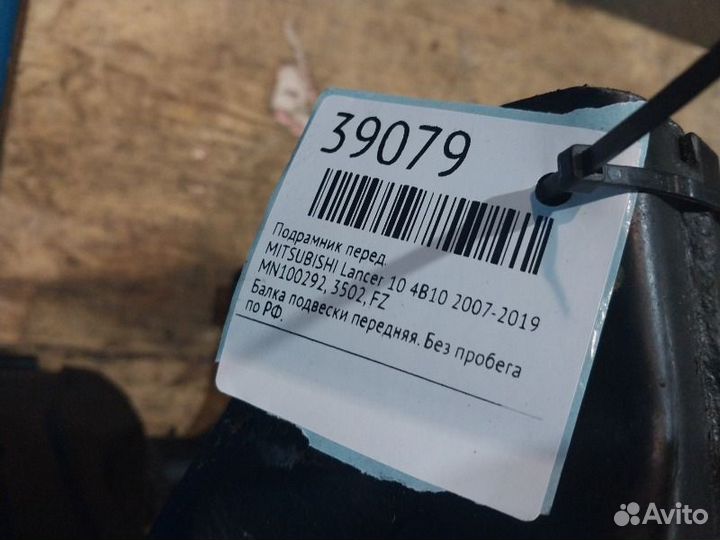 39079
Подрамник перед.
MITSUBISHI Lancer 10 4B10 2007-2019
MN100292, 3502, FZ
Балка подвески передняя. Без пробега
по РФ.
Avito